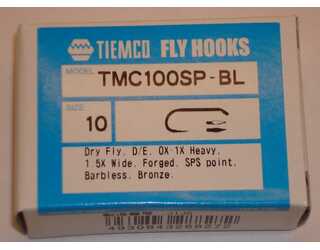 TIEMCO FLY HOOKS
MODEL
TMC100SP-BL
SIZE
10
Dry Fly. D/E. 0X-1X Heavy.
1.5X Wide. Forged. SPS point.
Barbless. Bronze.